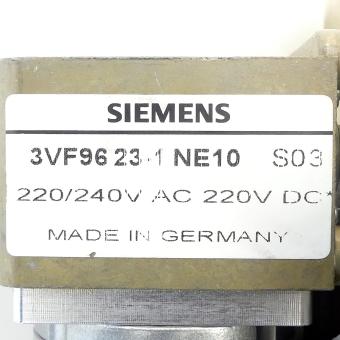 SIEMENS
3VF96 23-1 NE10 S03
220/240V AC 220V DC
MADE IN GERMANY